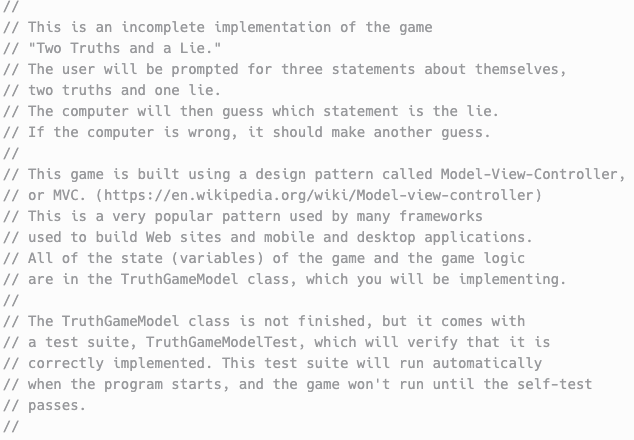 //
// This is an incomplete implementation of the game
// "Two Truths and a Lie."
// The user will be prompted for three statements about themselves,
// two truths and one lie.
// The computer will then guess which statement is the lie.
// If the computer is wrong, it should make another guess.
//
// This game is built using a design pattern called Model-View-Controller,
// or MVC. (https://en.wikipedia.org/wiki/Model-view-controller)
// This is a very popular pattern used by many frameworks
// used to build Web sites and mobile and desktop applications.
// All of the state (variables) of the game and the game logic
// are in the TruthGameModel class, which you will be implementing.
//
// The TruthGameModel class is not finished, but it comes with
// a test suite, TruthGameModelTest, which will verify that it is
// correctly implemented. This test suite will run automatically
// when the program starts, and the game won't run until the self-test
// passes.
//